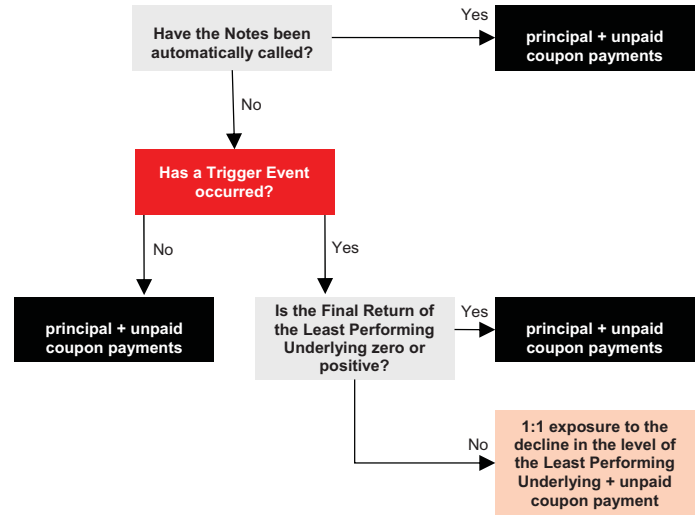 Have the Notes been
automatically called?
Yes
principal + unpaid
coupon payments
No
Has a Trigger Event
occurred?
No
Yes
principal + unpaid
coupon payments
Is the Final Return of
the Least Performing
Underlying zero or
positive?
Yes
principal + unpaid
coupon payments
No
1:1 exposure to the
decline in the level of
the Least Performing
Underlying + unpaid
coupon payment